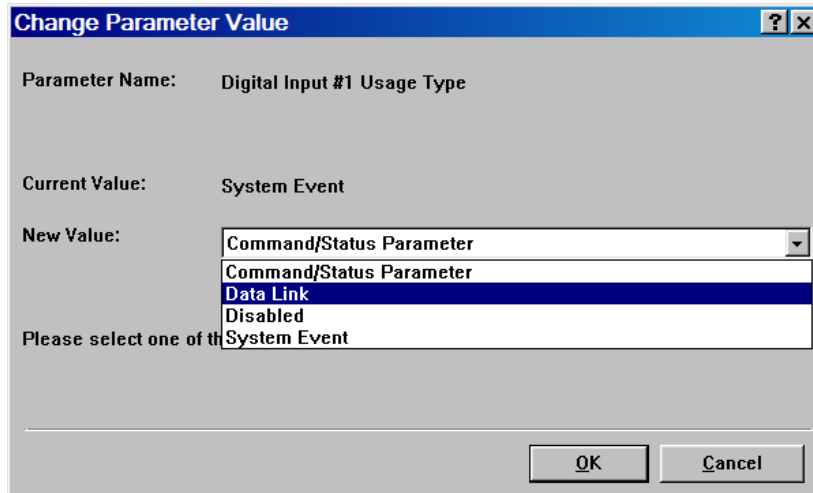 Change Parameter Value
Parameter Name: Digital Input #1 Usage Type
Current Value: System Event
New Value: Command/Status Parameter
Command/Status Parameter
Data Link
Disabled
Please select one of th System Event
OK Cancel